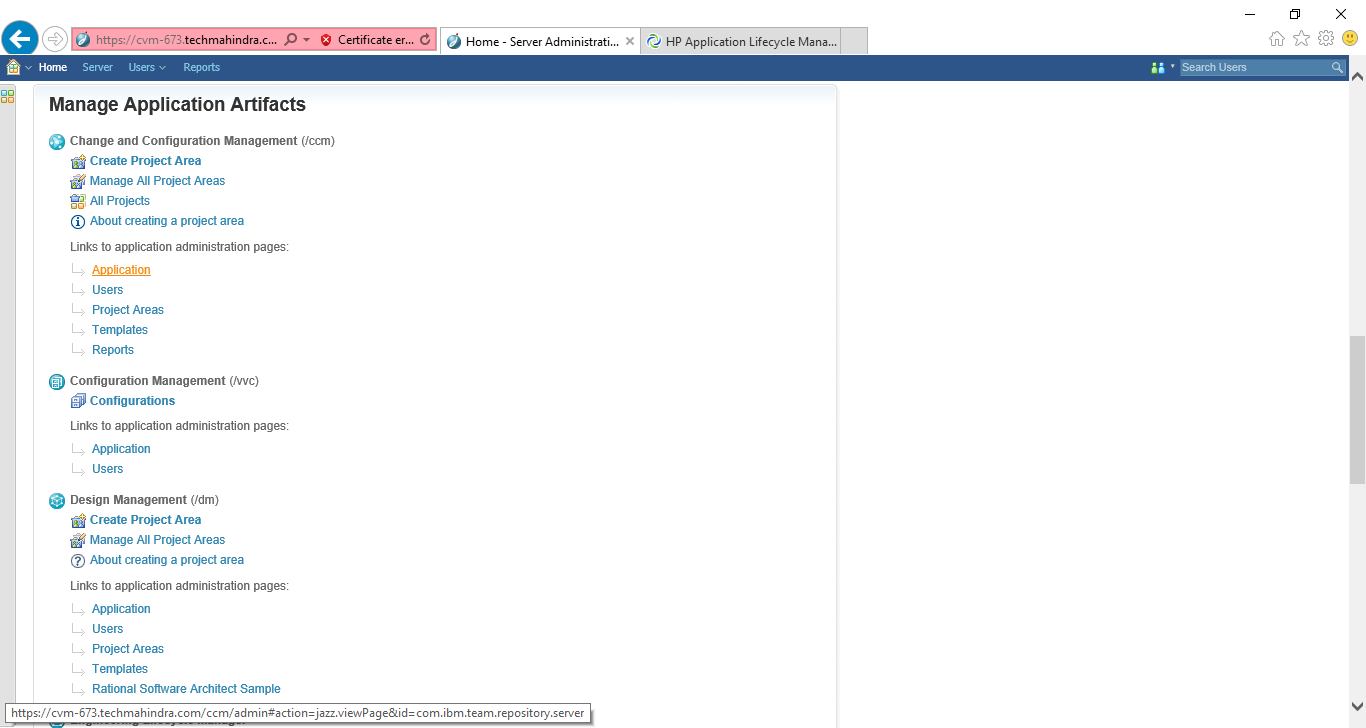 https://cvm-673.techmahindra.c... Certificate er... Home - Server Administrati... HP Application Lifecycle Mana...
Home Server Users Reports Search Users
Manage Application Artifacts
Change and Configuration Management (/ccm)
Create Project Area
Manage All Project Areas
All Projects
About creating a project area
Links to application administration pages:
Application
Users
Project Areas
Templates
Reports
Configuration Management (/vvc)
Configurations
Links to application administration pages:
Application
Users
Design Management (/dm)
Create Project Area
Manage All Project Areas
About creating a project area
Links to application administration pages:
Application
Users
Project Areas
Templates
Rational Software Architect Sample
https://cvm-673.techmahindra.com/ccm/admin#action=jazz.viewPage&id=com.ibm.team.repository.server